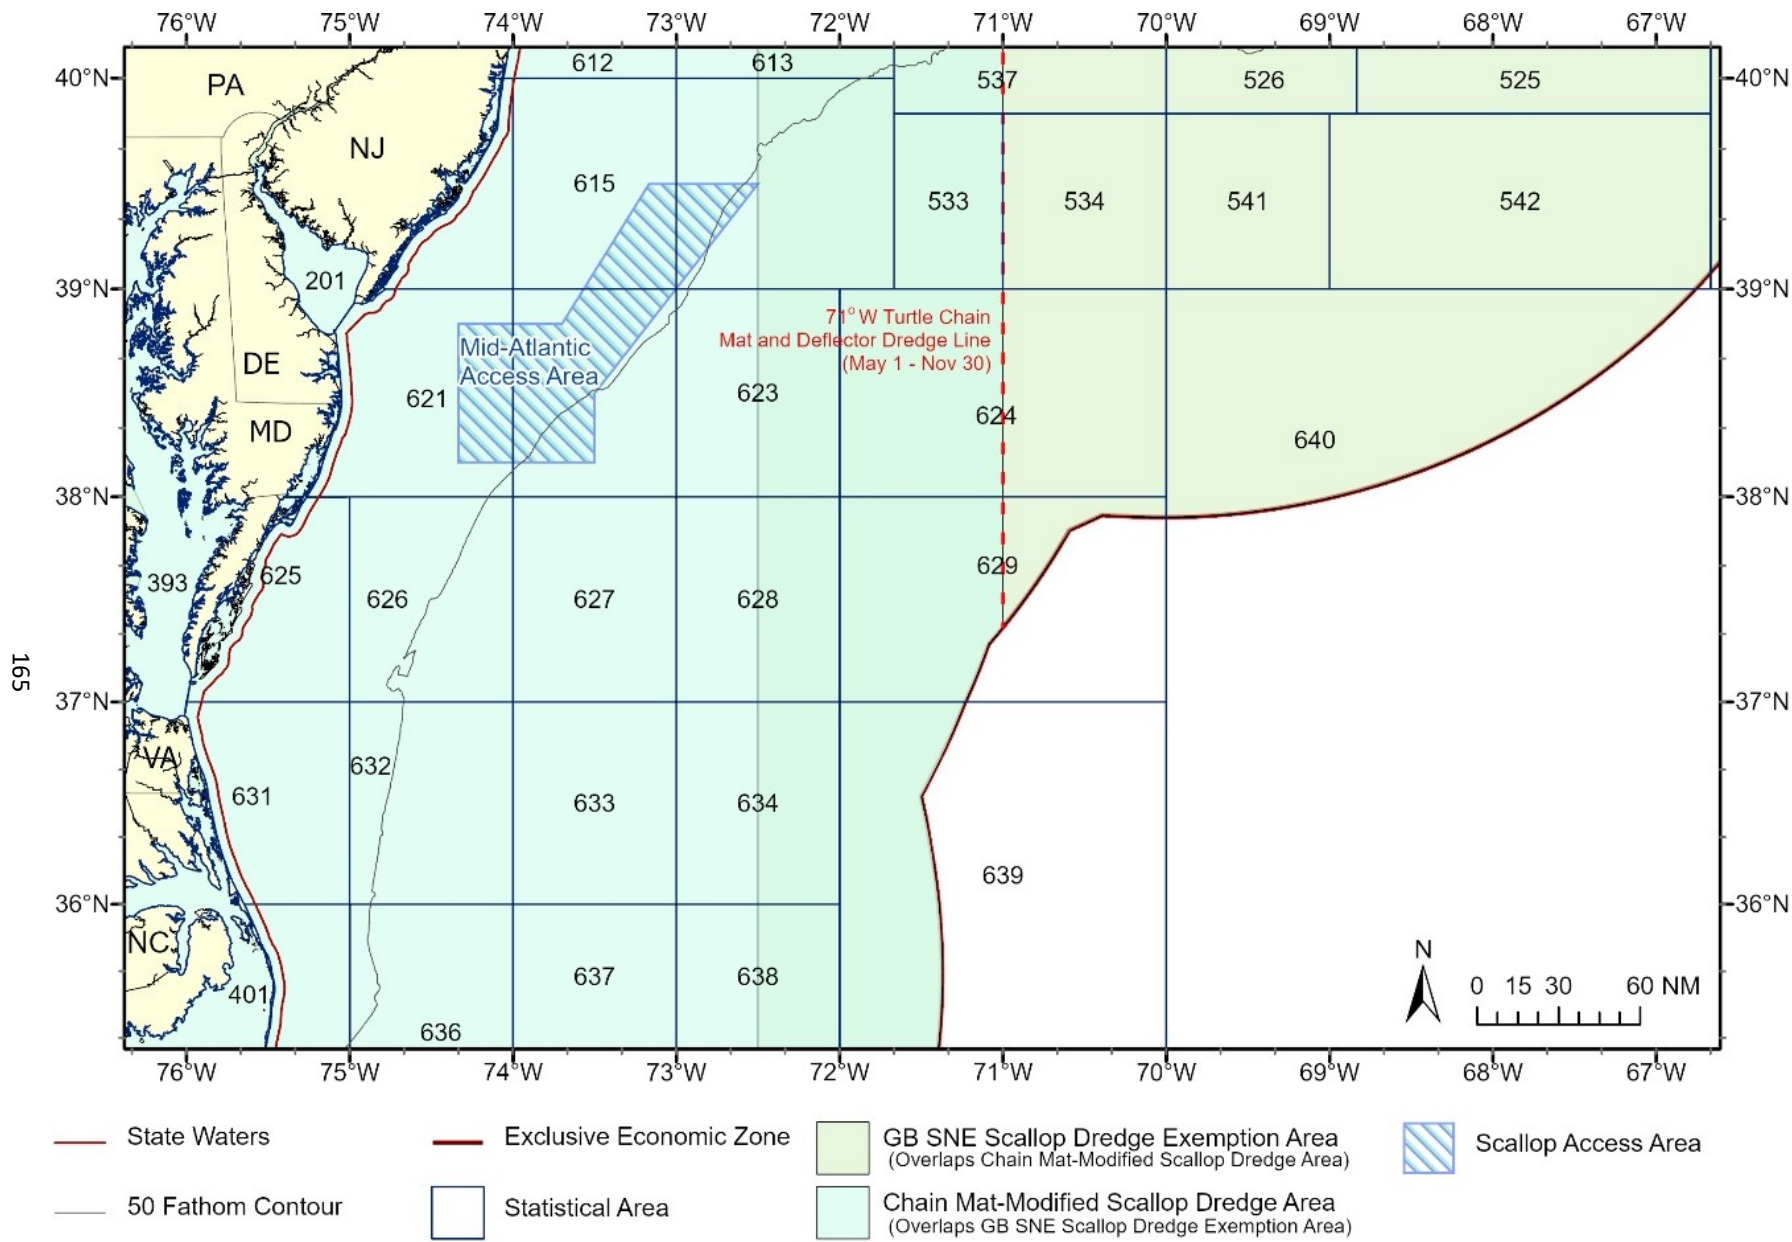 76°W 75°W 74°W 73°W 72°W 71°W 70°W 69°W 68°W 67°W
612 613
40°N 537 526 525 40°N
PA
NJ
615
533 534 541 542
201
39°N 39°N
71° W Turtle Chain
Mat and Deflector Dredge Line
(May 1 - Nov 30)
Mid-Atlantic
Access Area
DE
621 623
624
MD 640
38°N 38°N
629
625
393
626 627 628
165
37°N 37°N
VA
632
631 633 634
639
36°N 36°N
NC
N
637 638
401
0 15 30 60 NM
636
76°W 75°W 74°W 73°W 72°W 71°W 70°W 69°W 68°W 67°W
State Waters
Exclusive Economic Zone
GB SNE Scallop Dredge Exemption Area
(Overlaps Chain Mat-Modified Scallop Dredge Area)
Scallop Access Area
50 Fathom Contour
Statistical Area
Chain Mat-Modified Scallop Dredge Area
(Overlaps GB SNE Scallop Dredge Exemption Area)